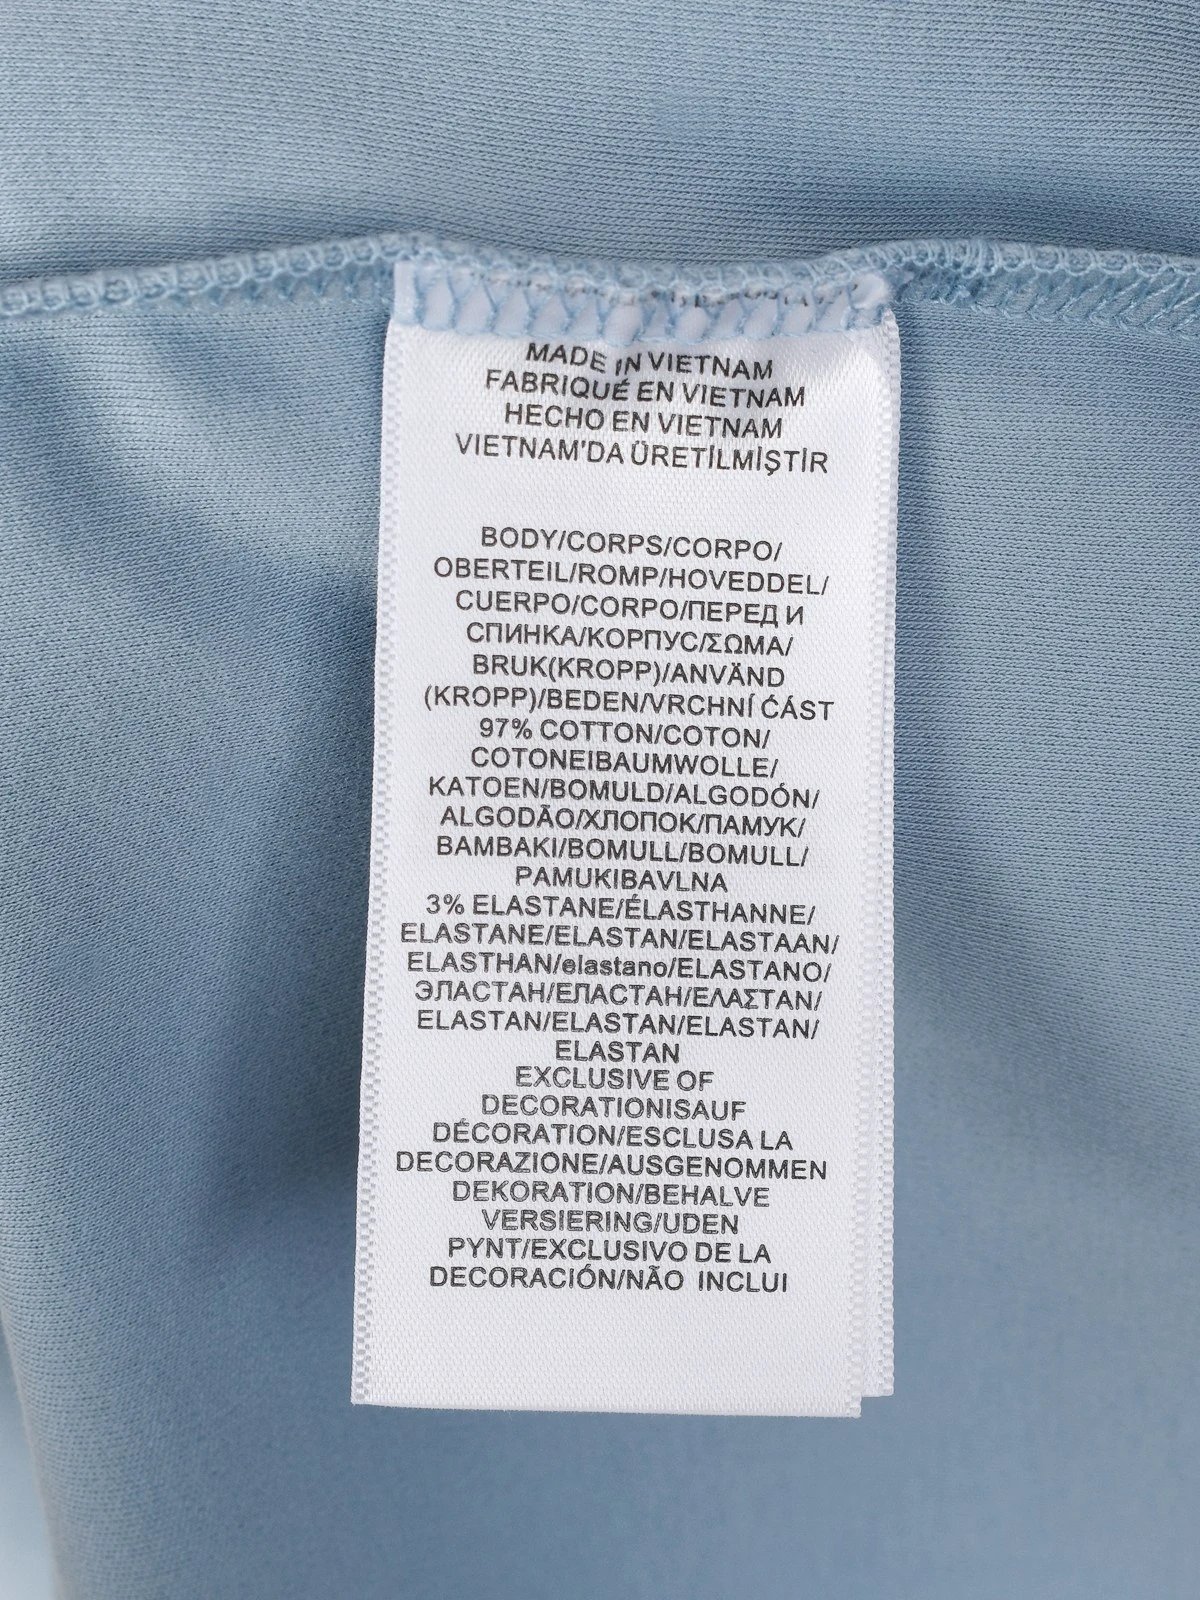 MADE IN VIETNAM
FABRIQUÉ EN VIETNAM
HECHO EN VIETNAM
VIETNAM'DA ÜRETİLMİŞTİR
BODY/CORPS/CORPO/
OBERTEIL/ROMP/HOVEDDEL/
CUERPO/CORPO/ПЕРЕД И
СПИНКА/КОРПУС/ΣΩΜΑ/
BRUK(KROPP)/ANVÄND
(KROPP)/BEDEN/VRCHNÍ ĆÁST
97% COTTON/COTON/
COTONEIBAUMWOLLE/
KATOEN/BOMULD/ALGODÓN/
ALGODÃO/ХЛОПОК/ПАМУК/
BAMBAKI/BOMULL/BOMULL/
PAMUKIBAVLNA
3% ELASTANE/ÉLASTHANNE/
ELASTANE/ELASTAN/ELASTAAN/
ELASTHAN/elastano/ELASTANO/
ЭЛАСТАН/ЕЛАСТАН/ΕΛΑΣΤΑΝ/
ELASTAN/ELASTAN/ELASTAN/
ELASTAN
EXCLUSIVE OF
DECORATIONISAUF
DÉCORATION/ESCLUSA LA
DECORAZIONE/AUSGENOMMEN
DEKORATION/BEHALVE
VERSIERING/UDEN
PYNT/EXCLUSIVO DE LA
DECORACIÓN/NÃO INCLUI